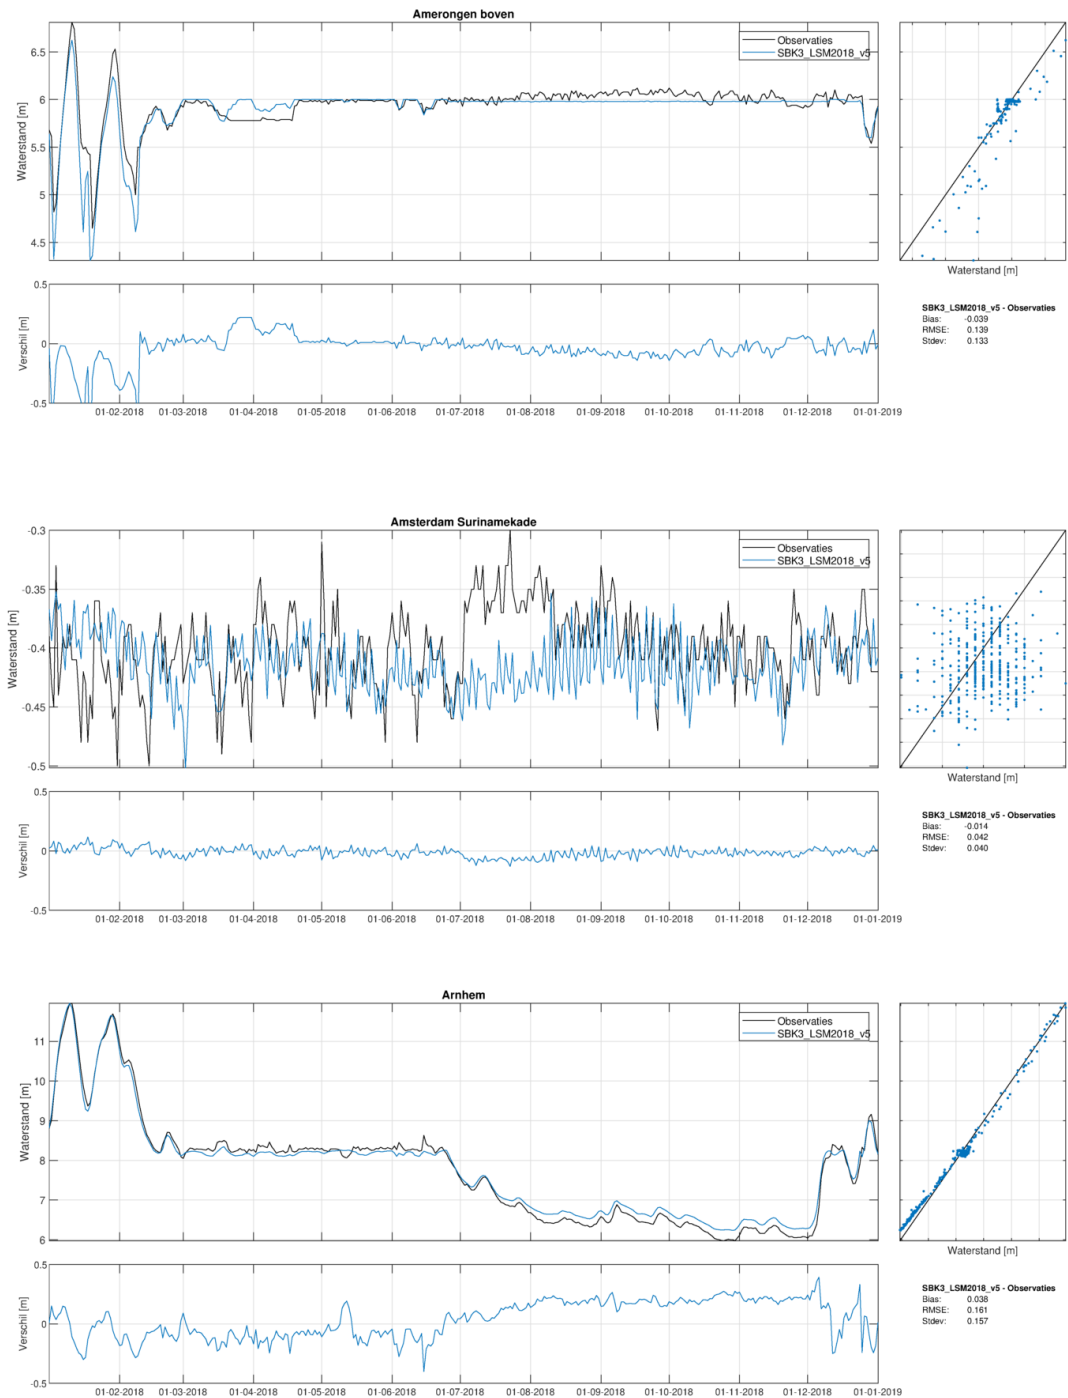 Amerongen boven
Waterstand [m]
6.5
6
5.5
5
4.5
Observaties
SBK3_LSM2018_v5
Waterstand [m]
Verschil [m]
0.5
0
-0.5
01-02-2018 01-03-2018 01-04-2018 01-05-2018 01-06-2018 01-07-2018 01-08-2018 01-09-2018 01-10-2018 01-11-2018 01-12-2018 01-01-2019
SBK3_LSM2018_v5 - Observaties
Bias: -0.039
RMSE: 0.139
Stdev: 0.133
Amsterdam Surinamekade
Waterstand [m]
-0.3
-0.35
-0.4
-0.45
-0.5
Observaties
SBK3_LSM2018_v5
Waterstand [m]
Verschil [m]
0.5
0
-0.5
01-02-2018 01-03-2018 01-04-2018 01-05-2018 01-06-2018 01-07-2018 01-08-2018 01-09-2018 01-10-2018 01-11-2018 01-12-2018 01-01-2019
SBK3_LSM2018_v5 - Observaties
Bias: -0.014
RMSE: 0.042
Stdev: 0.040
Arnhem
Waterstand [m]
11
10
9
8
7
6
Observaties
SBK3_LSM2018_v5
Waterstand [m]
Verschil [m]
0.5
0
-0.5
01-02-2018 01-03-2018 01-04-2018 01-05-2018 01-06-2018 01-07-2018 01-08-2018 01-09-2018 01-10-2018 01-11-2018 01-12-2018 01-01-2019
SBK3_LSM2018_v5 - Observaties
Bias: 0.038
RMSE: 0.161
Stdev: 0.157